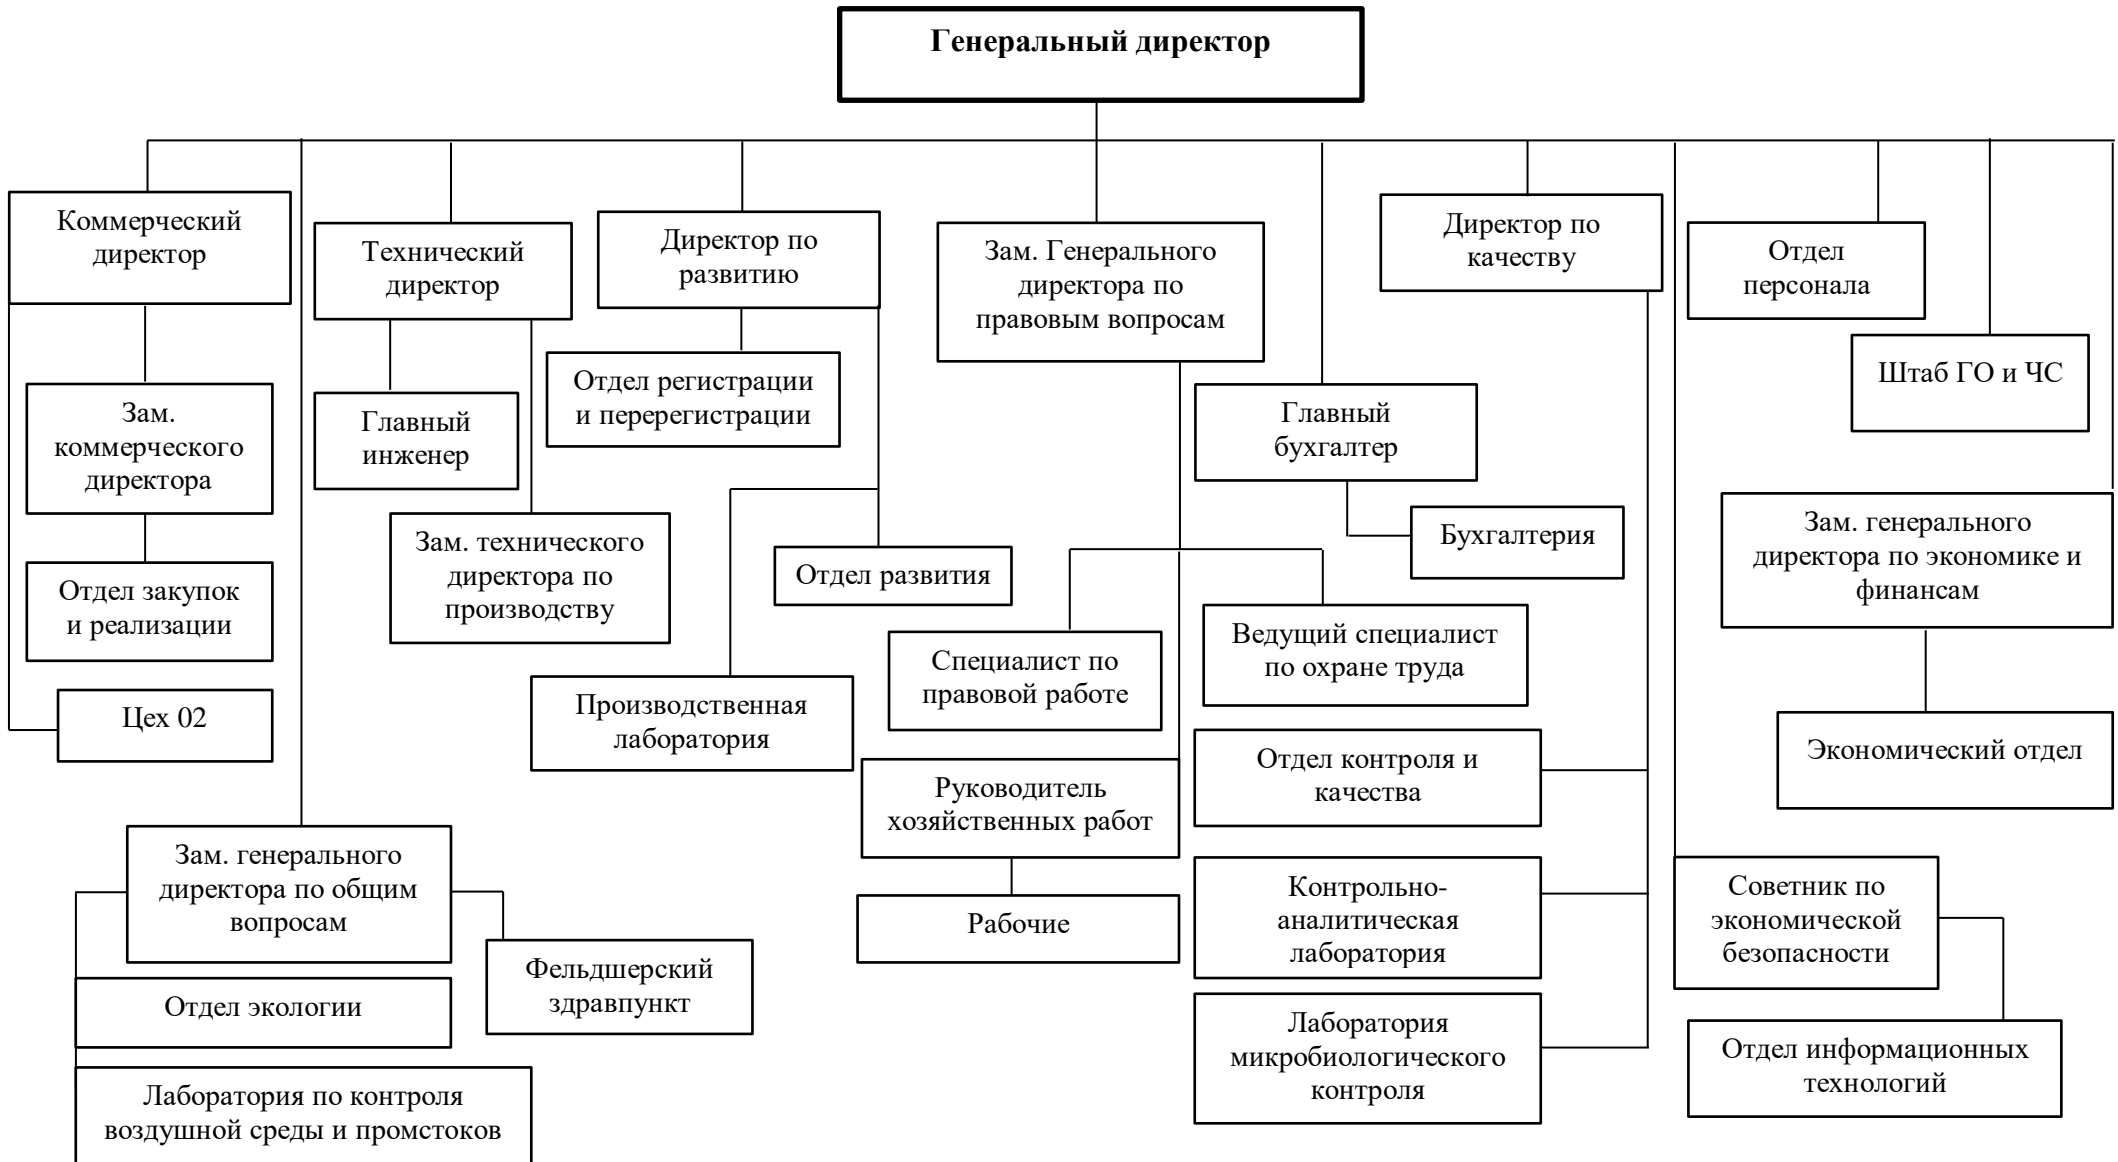 Генеральный директор
Коммерческий
директор
Технический
директор
Директор по
развитию
Зам. Генерального
директора по
правовым вопросам
Директор по
качеству
Отдел
персонала
Штаб ГО и ЧС
Зам.
коммерческого
директора
Главный
инженер
Отдел регистрации
и перерегистрации
Главный
бухгалтер
Бухгалтерия
Зам. генерального
директора по экономике и
финансам
Отдел закупок
и реализации
Зам. технического
директора по
производству
Отдел развития
Специалист по
правовой работе
Ведущий специалист
по охране труда
Цех 02
Производственная
лаборатория
Руководитель
хозяйственных работ
Отдел контроля и
качества
Экономический отдел
Зам. генерального
директора по общим
вопросам
Рабочие
Контрольно-
аналитическая
лаборатория
Советник по
экономической
безопасности
Фельдшерский
здравпункт
Отдел экологии
Лаборатория
микробиологического
контроля
Отдел информационных
технологий
Лаборатория по контроля
воздушной среды и промстоков